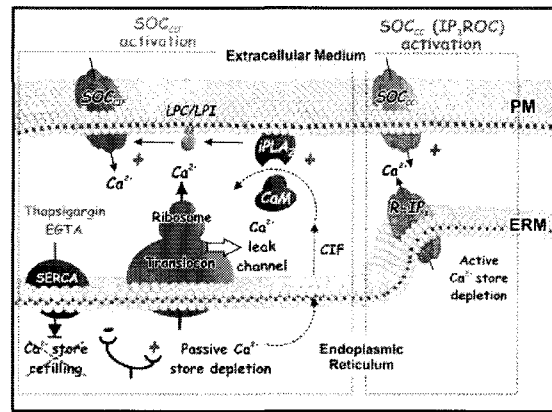 SOC_CIF
activation
SOC_CC (IP₃ROC)
activation
Extracellular Medium
SOC_CIF
LPC/LPI
iPLA
SOC_CC
PM
+
+
+
Ca²⁺
Ca²⁺
CaM
Ca²⁺
Thapsigargin
EGTA
Ribosome
Ca²⁺
leak
channel
CIF
R-IP₃
ERM
SERCA
Translocon
Active
Ca²⁺ store
depletion
Ca²⁺ store
refilling
-
+
Passive Ca²⁺
store depletion
Endoplasmic
Reticulum